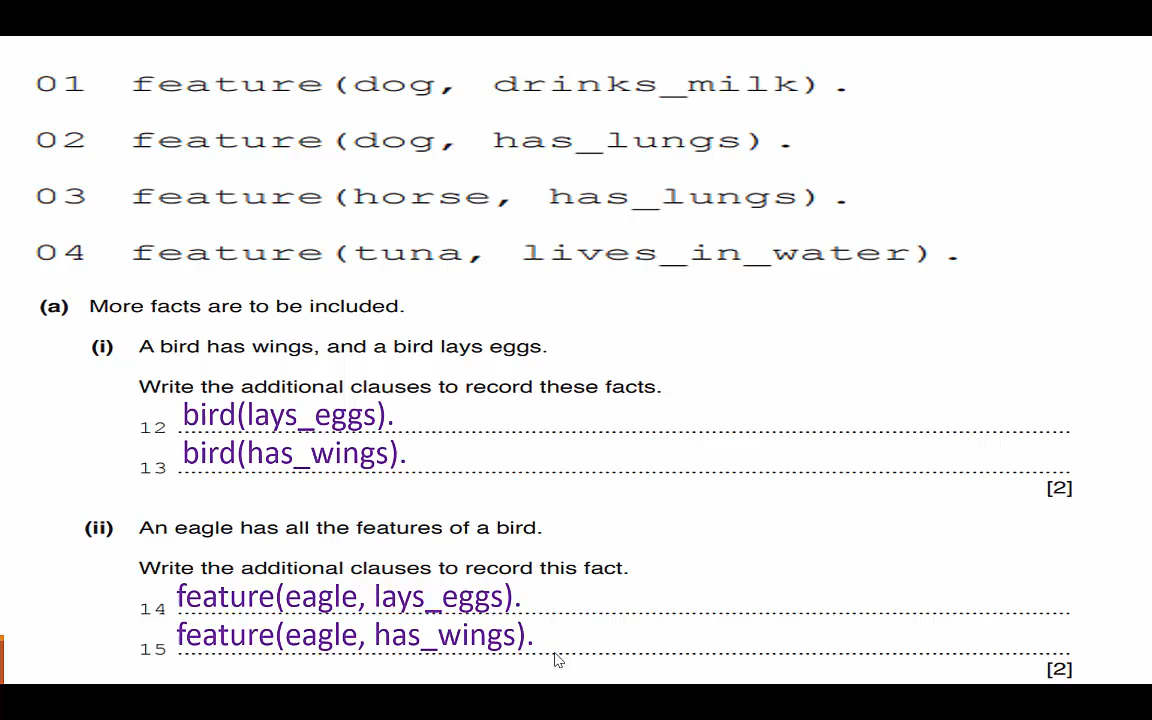 01 feature(dog, drinks_milk).
02 feature(dog, has_lungs).
03 feature(horse, has_lungs).
04 feature(tuna, lives_in_water).
(a) More facts are to be included.
(i) A bird has wings, and a bird lays eggs.
Write the additional clauses to record these facts.
12 bird(lays_eggs).
13 bird(has_wings).
[2]
(ii) An eagle has all the features of a bird.
Write the additional clauses to record this fact.
14 feature(eagle, lays_eggs).
15 feature(eagle, has_wings).
[2]